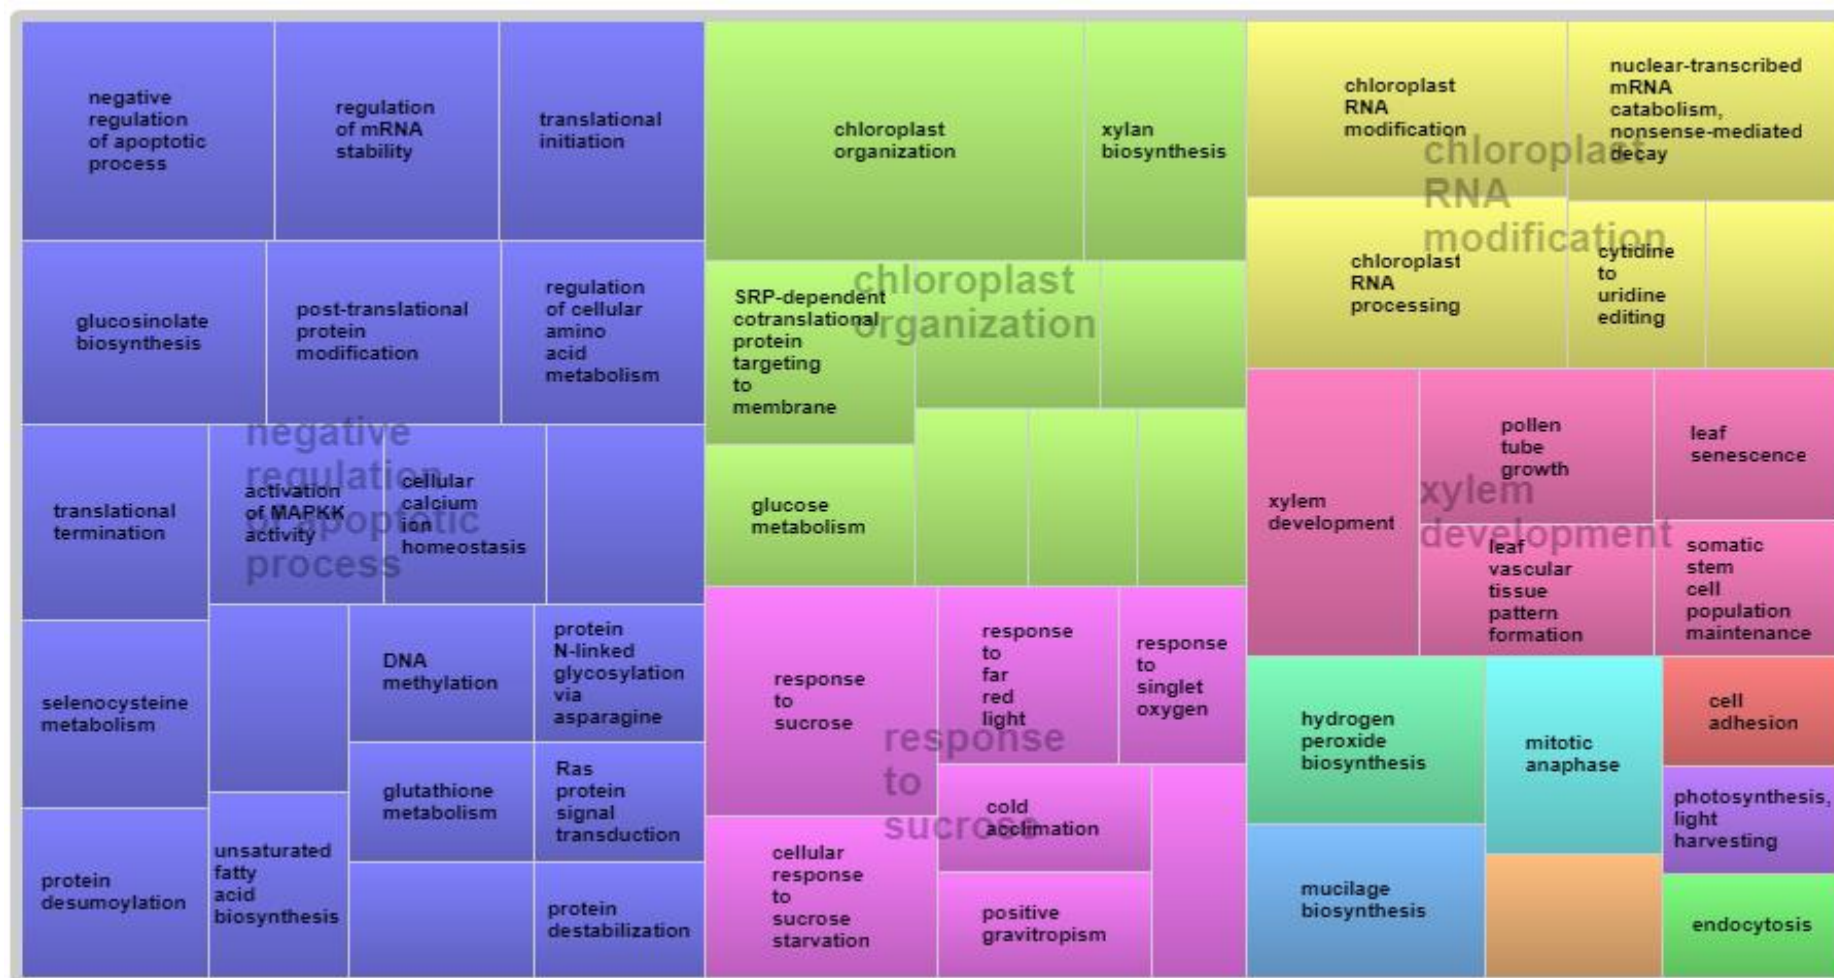 negative
regulation
of apoptotic
process
regulation
of mRNA
stability
translational
initiation
glucosinolate
biosynthesis
post-translational
protein
modification
regulation
of cellular
amino
acid
metabolism
translational
termination
activation
of MAPKK
activity
cellular
calcium
ion
homeostasis
negative
regulation
of apoptotic
process
selenocysteine
metabolism
DNA
methylation
protein
N-linked
glycosylation
via
asparagine
glutathione
metabolism
Ras
protein
signal
transduction
protein
desumoylation
unsaturated
fatty
acid
biosynthesis
protein
destabilization
chloroplast
organization
xylan
biosynthesis
SRP-dependent
cotranslational
protein
targeting
to
membrane
chloroplast
organization
glucose
metabolism
response
to
sucrose
response
to
far
red
light
response
to
singlet
oxygen
response
to
sucrose
cold
acclimation
cellular
response
to
sucrose
starvation
positive
gravitropism
chloroplast
RNA
modification
nuclear-transcribed
mRNA
catabolism,
nonsense-mediated
decay
chloroplast
RNA
modification
chloroplast
RNA
processing
cytidine
to
uridine
editing
xylem
development
pollen
tube
growth
leaf
senescence
xylem
development
leaf
vascular
tissue
pattern
formation
somatic
stem
cell
population
maintenance
hydrogen
peroxide
biosynthesis
mitotic
anaphase
cell
adhesion
photosynthesis,
light
harvesting
mucilage
biosynthesis
endocytosis